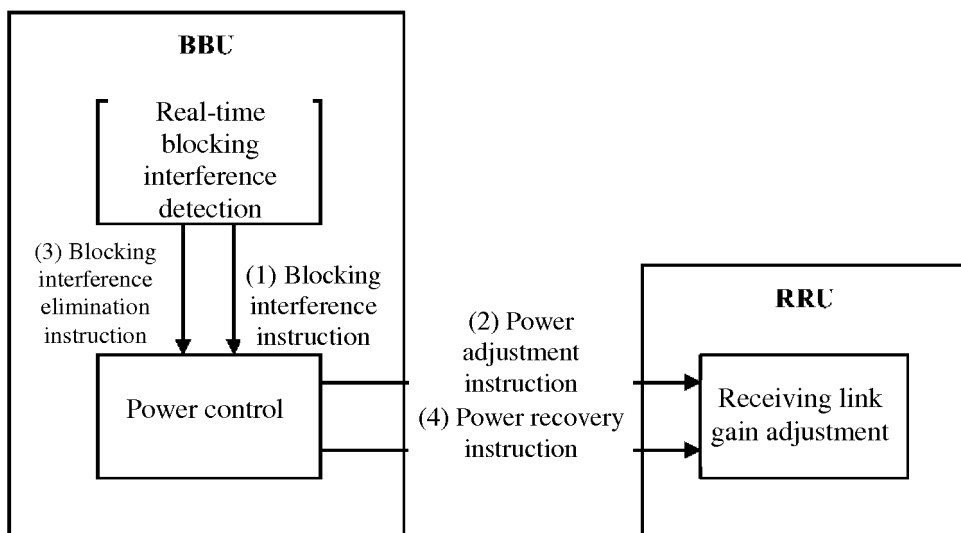 BBU
Real-time
blocking
interference
detection
(3) Blocking
interference
elimination
instruction
(1) Blocking
interference
instruction
Power control
(2) Power
adjustment
instruction
(4) Power recovery
instruction
RRU
Receiving link
gain adjustment